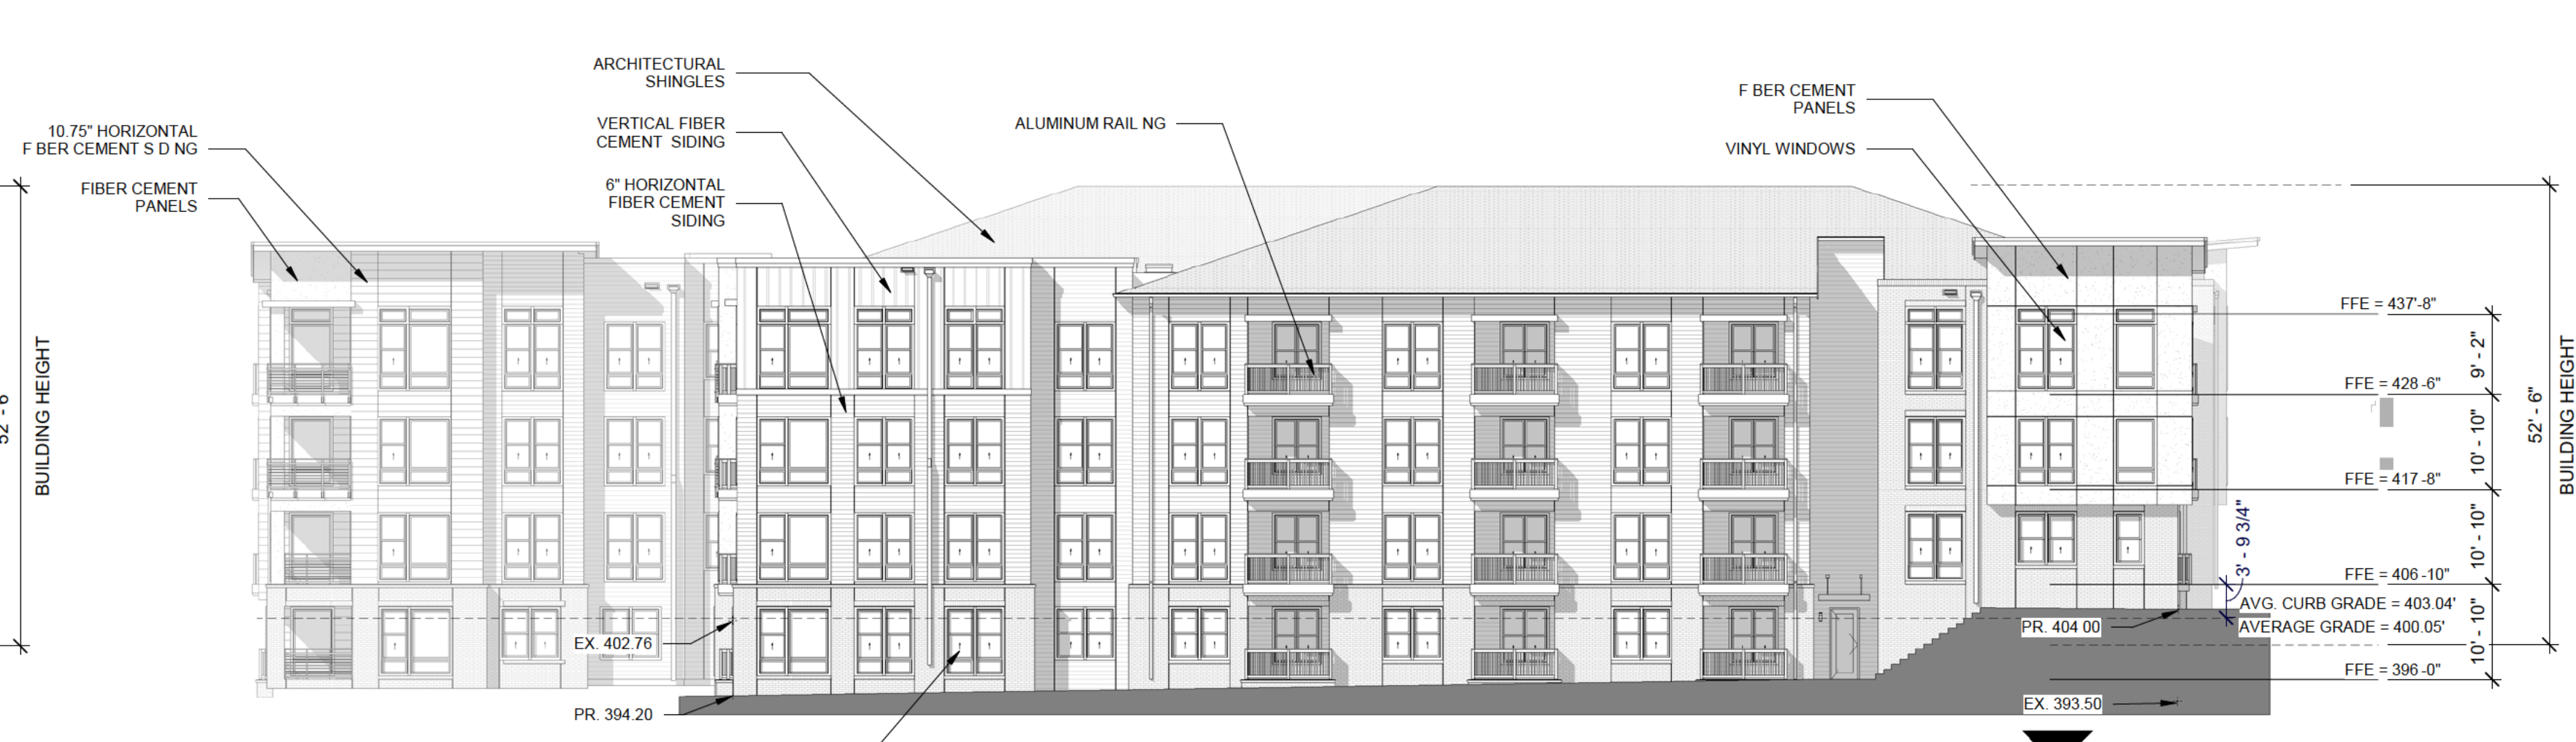 ARCHITECTURAL
SHINGLES
F BER CEMENT
PANELS
10.75" HORIZONTAL
F BER CEMENT S D NG
VERTICAL FIBER
CEMENT SIDING
ALUMINUM RAIL NG
VINYL WINDOWS
FIBER CEMENT
PANELS
6" HORIZONTAL
FIBER CEMENT
SIDING
52' - 6
BUILDING HEIGHT
FFE = 437'-8"
9' - 2"
FFE = 428 -6"
10' - 10"
FFE = 417 -8"
10' - 10"
FFE = 406 -10"
3' - 9 3/4"
AVG. CURB GRADE = 403.04'
AVERAGE GRADE = 400.05'
10' - 10"
FFE = 396 -0"
52' - 6"
BUILDING HEIGHT
EX. 402.76
PR. 404 00
PR. 394.20
EX. 393.50